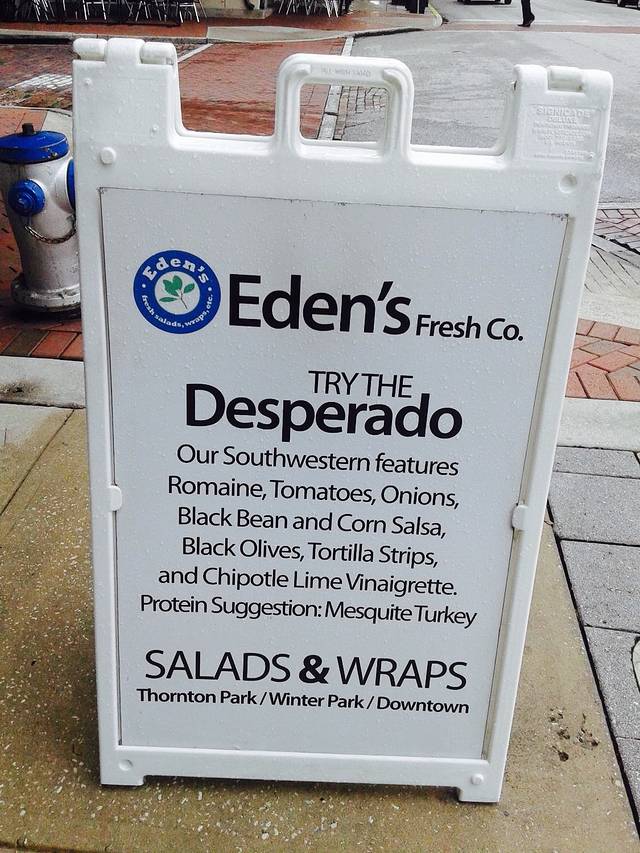 SIGNICADE
DELUXE
Eden's
fresh salads, wraps, etc.
Eden's Fresh Co.
TRY THE
Desperado
Our Southwestern features
Romaine, Tomatoes, Onions,
Black Bean and Corn Salsa,
Black Olives, Tortilla Strips,
and Chipotle Lime Vinaigrette.
Protein Suggestion: Mesquite Turkey
SALADS & WRAPS
Thornton Park / Winter Park / Downtown